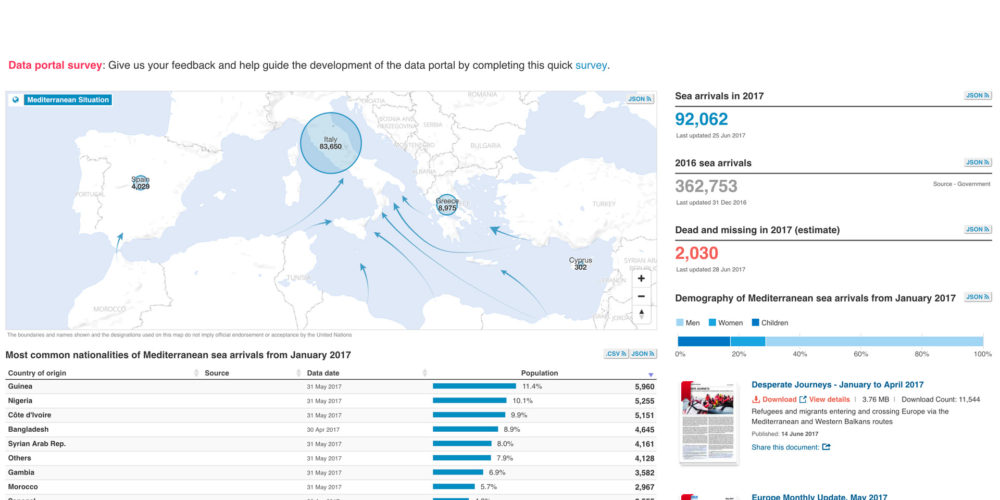 Data portal survey: Give us your feedback and help guide the development of the data portal by completing this quick survey.
Mediterranean Situation
JSON
ROMANIA
CROATIA
BOSNIA AND
HERZEGOVINA
SERBIA
MONTENEGRO
BULGARIA
ALBANIA
Italy
83,650
Spain
4,029
PORTUGAL
Greece
8,975
TURKEY
Cyprus
302
SYRIAN AR
REPUBLIC
LEBANON
TUNISIA
MOROCCO
JORDAN
+
−
The boundaries and names shown and the designations used on this map do not imply official endorsement or acceptance by the United Nations
Most common nationalities of Mediterranean sea arrivals from January 2017
.CSV JSON
Country of origin Source Data date Population
Guinea 31 May 2017 11.4% 5,960
Nigeria 31 May 2017 10.1% 5,255
Côte d'Ivoire 31 May 2017 9.9% 5,151
Bangladesh 30 Apr 2017 8.9% 4,645
Syrian Arab Rep. 31 May 2017 8.0% 4,161
Others 31 May 2017 7.9% 4,128
Gambia 31 May 2017 6.9% 3,582
Morocco 31 May 2017 5.7% 2,967
Sea arrivals in 2017 JSON
92,062
Last updated 25 Jun 2017
2016 sea arrivals JSON
362,753
Source - Government
Last updated 31 Dec 2016
Dead and missing in 2017 (estimate) JSON
2,030
Last updated 28 Jun 2017
Demography of Mediterranean sea arrivals from January 2017 JSON
Men Women Children
0% 20% 40% 60% 80% 100%
Desperate Journeys - January to April 2017
Download View details | 3.76 MB | Download Count: 11,544
Refugees and migrants entering and crossing Europe via the
Mediterranean and Western Balkans routes
Published: 14 June 2017
Share this document:
Europe Monthly Update, May 2017